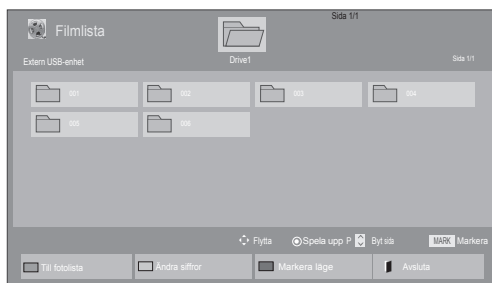 Sida 1/1
Filmlista
Extern USB-enhet
Drive1
Sida 1/1
001 002 003 004
005 006
Flytta Spela upp P Byt sida MARK Markera
Till fotolista Ändra siffror Markera läge Avsluta